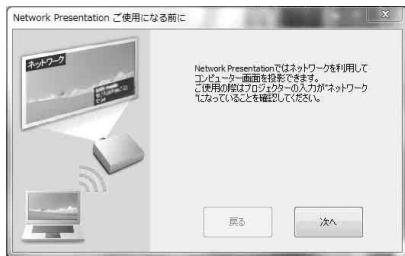 Network Presentation ご使用になる前に
ネットワーク
Network Presentationではネットワークを利用して
コンピューター画面を投影できます。
ご使用の際はプロジェクターの入力が"ネットワーク
"になっていることを確認してください。
戻る
次へ